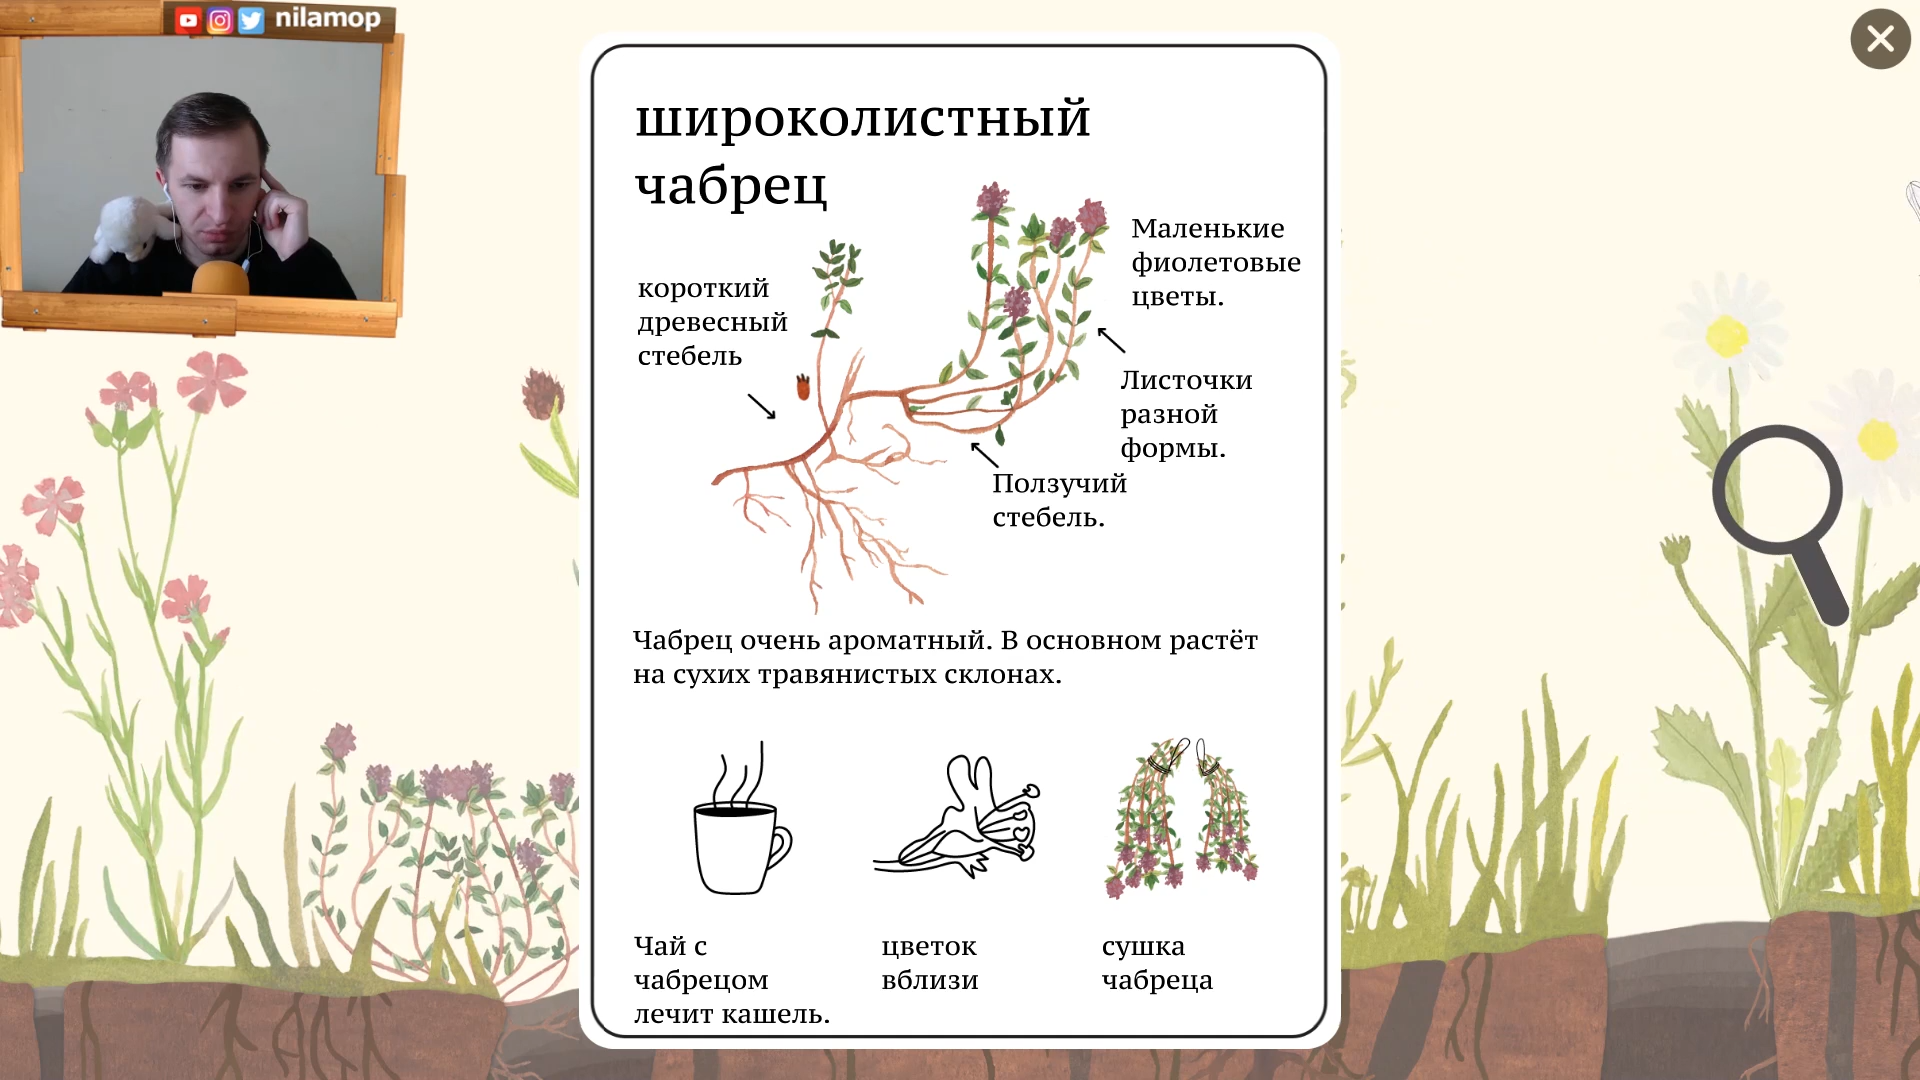 nilamop
широколистный
чабрец
Маленькие
фиолетовые
цветы.
короткий
древесный
стебель
Листочки
разной
формы.
Ползучий
стебель.
Чабрец очень ароматный. В основном растёт
на сухих травянистых склонах.
Чай с
чабрецом
лечит кашель.
цветок
вблизи
сушка
чабреца